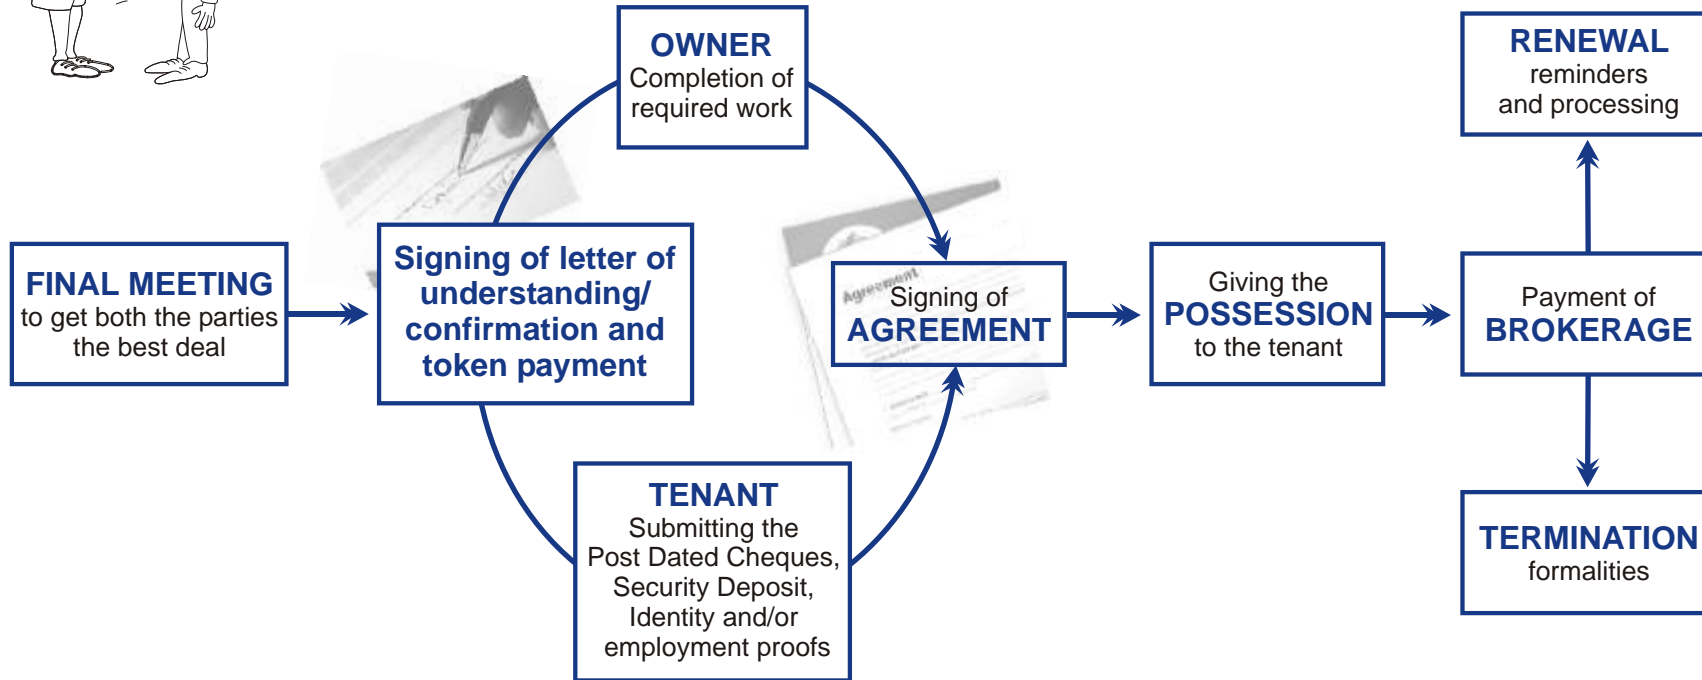 OWNER
Completion of
required work
RENEWAL
reminders
and processing
FINAL MEETING
to get both the parties
the best deal
Signing of letter of
understanding/
confirmation and
token payment
Agreement
Signing of
AGREEMENT
Giving the
POSSESSION
to the tenant
Payment of
BROKERAGE
TENANT
Submitting the
Post Dated Cheques,
Security Deposit,
Identity and/or
employment proofs
TERMINATION
formalities